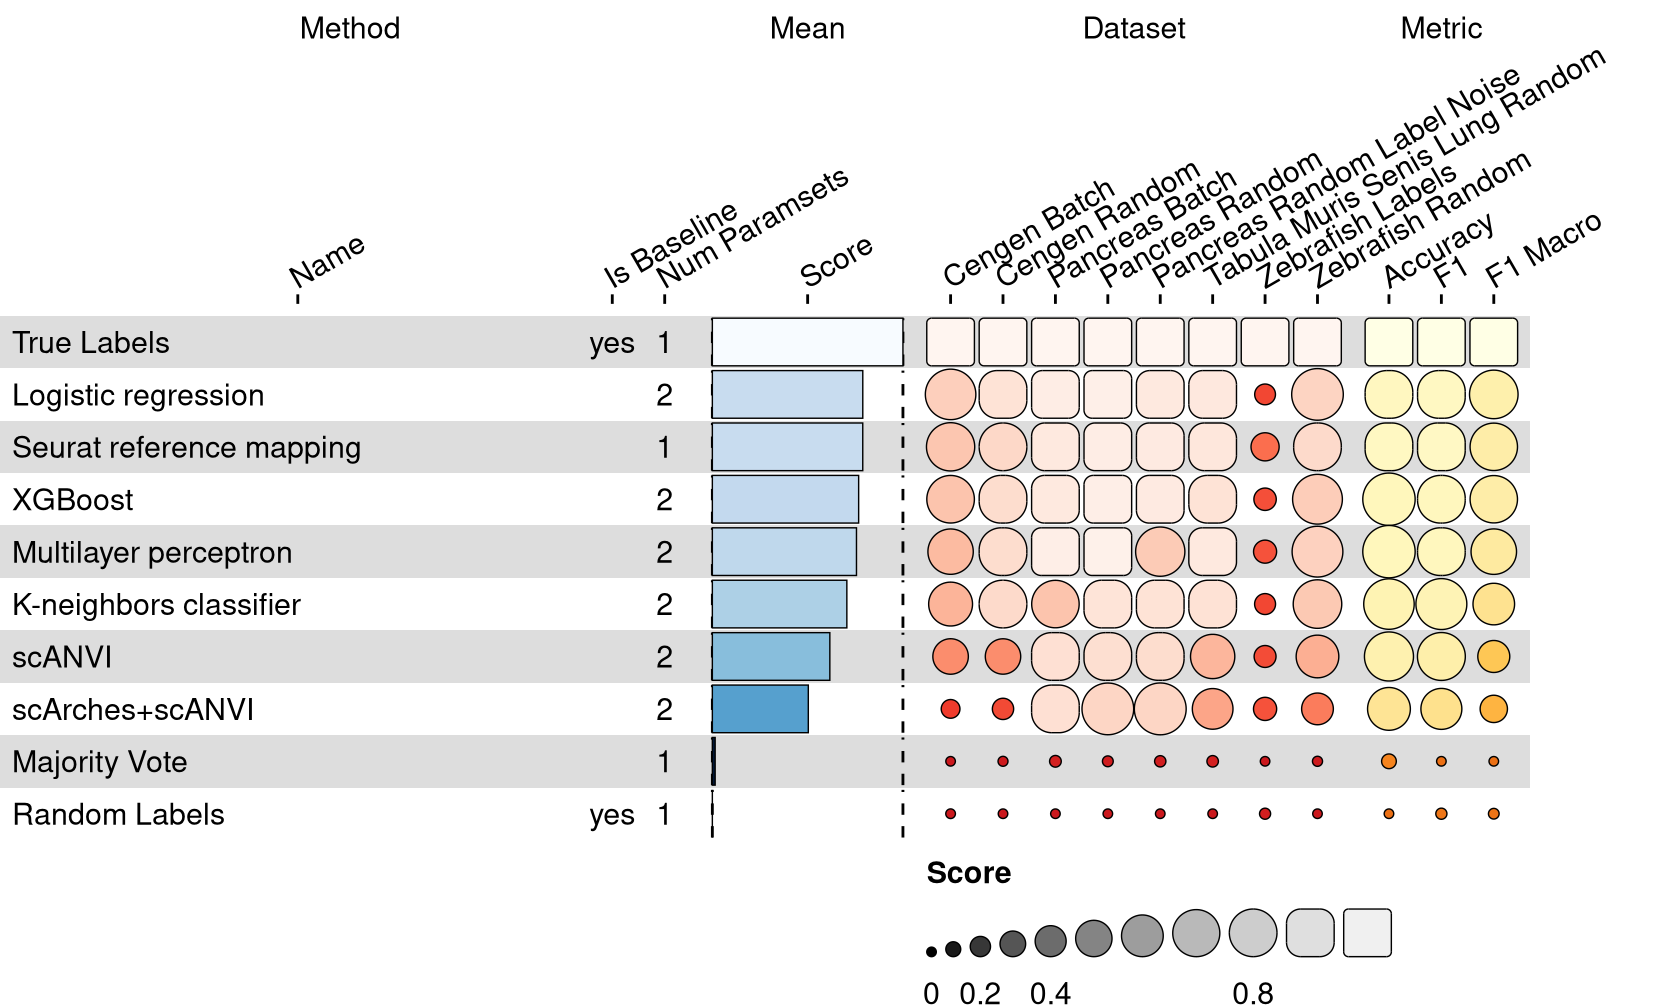 Method Mean Dataset Metric
Name Is Baseline Num Paramsets Score Cengen Batch Cengen Random Pancreas Batch Pancreas Random Pancreas Random Label Noise Tabula Muris Senis Lung Random Zebrafish Labels Zebrafish Random Accuracy F1 F1 Macro
True Labels yes 1
Logistic regression 2
Seurat reference mapping 1
XGBoost 2
Multilayer perceptron 2
K-neighbors classifier 2
scANVI 2
scArches+scANVI 2
Majority Vote 1
Random Labels yes 1
Score
0 0.2 0.4 0.8